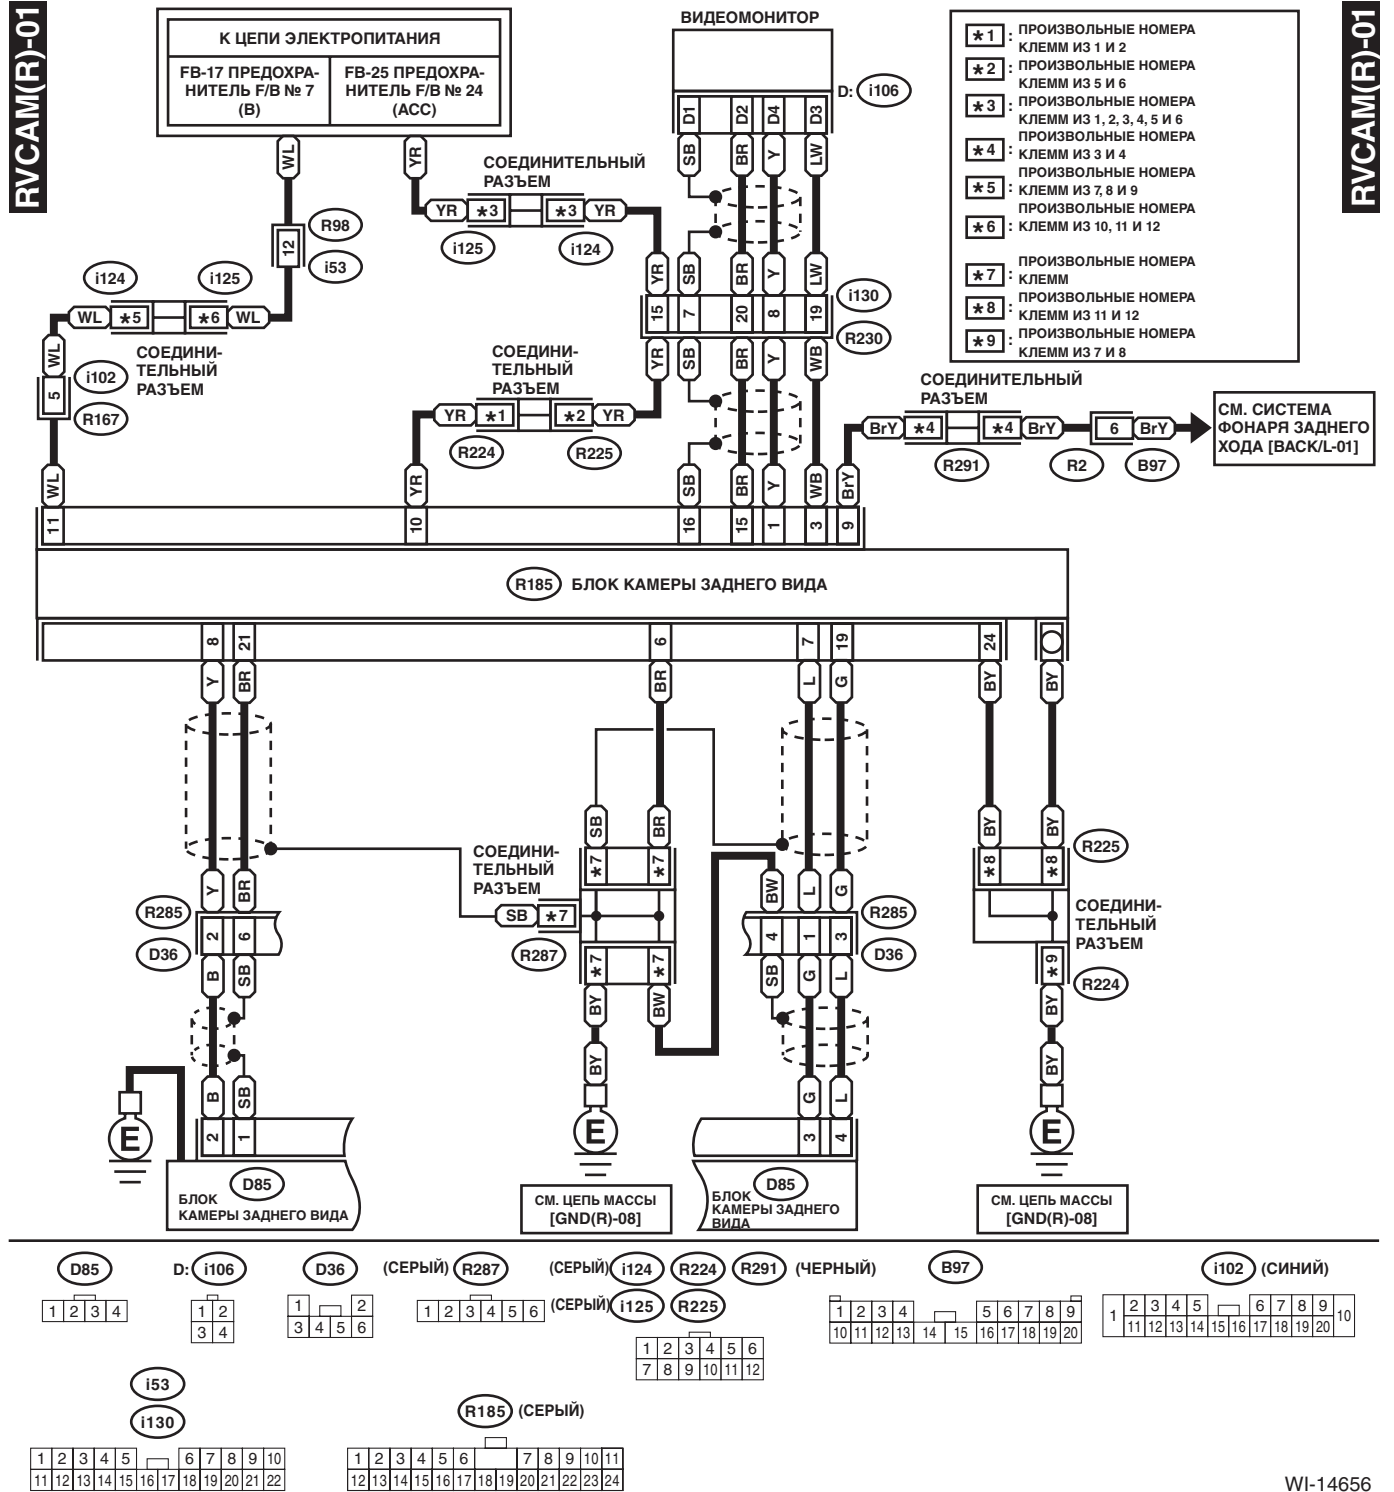 RVCAM(R)-01
RVCAM(R)-01
К ЦЕПИ ЭЛЕКТРОПИТАНИЯ
FB-17 ПРЕДОХРА-
НИТЕЛЬ F/B № 7
(B)
FB-25 ПРЕДОХРА-
НИТЕЛЬ F/B № 24
(ACC)
ВИДЕОМОНИТОР
D: i106
D1 D2 D4 D3
SB BR Y LW
*1 : ПРОИЗВОЛЬНЫЕ НОМЕРА
КЛЕММ ИЗ 1 И 2
*2 : ПРОИЗВОЛЬНЫЕ НОМЕРА
КЛЕММ ИЗ 5 И 6
*3 : ПРОИЗВОЛЬНЫЕ НОМЕРА
КЛЕММ ИЗ 1, 2, 3, 4, 5 И 6
*4 : ПРОИЗВОЛЬНЫЕ НОМЕРА
КЛЕММ ИЗ 3 И 4
*5 : ПРОИЗВОЛЬНЫЕ НОМЕРА
КЛЕММ ИЗ 7, 8 И 9
*6 : ПРОИЗВОЛЬНЫЕ НОМЕРА
КЛЕММ ИЗ 10, 11 И 12
*7 : ПРОИЗВОЛЬНЫЕ НОМЕРА
КЛЕММ
*8 : ПРОИЗВОЛЬНЫЕ НОМЕРА
КЛЕММ ИЗ 11 И 12
*9 : ПРОИЗВОЛЬНЫЕ НОМЕРА
КЛЕММ ИЗ 7 И 8
WL YR
СОЕДИНИТЕЛЬНЫЙ
РАЗЪЕМ
YR *3 *3 YR
i125 i124
12 R98
i53
i124 i125
WL *5 *6 WL
СОЕДИНИ-
ТЕЛЬНЫЙ
РАЗЪЕМ
WL
5 i102
R167
YR SB BR Y LW
15 7 20 8 19
i130
R230
YR SB BR Y WB
СОЕДИНИ-
ТЕЛЬНЫЙ
РАЗЪЕМ
YR *1 *2 YR
R224 R225
СОЕДИНИТЕЛЬНЫЙ
РАЗЪЕМ
BrY *4 *4 BrY 6 BrY
R291 R2 B97
СМ. СИСТЕМА
ФОНАРЯ ЗАДНЕГО
ХОДА [BACK/L-01]
WL YR SB BR Y WB BrY
11 10 16 15 1 3 9
R185 БЛОК КАМЕРЫ ЗАДНЕГО ВИДА
8 21 6 7 19 24
Y BR BR L G BY BY
SB BR BY BY
СОЕДИНИ-
ТЕЛЬНЫЙ
РАЗЪЕМ
*7 *7 *8 *8
R225
Y BR BW L G
SB *7
R287
R285
D36
2 6
4 1 3
R285
D36
СОЕДИНИ-
ТЕЛЬНЫЙ
РАЗЪЕМ
*7 *7 *9
R224
B SB BY BW SB G L BY
BY BY
B SB G L
2 1 3 4
E E E
D85
БЛОК
КАМЕРЫ ЗАДНЕГО ВИДА
СМ. ЦЕПЬ МАССЫ
[GND(R)-08]
D85
БЛОК
КАМЕРЫ ЗАДНЕГО
ВИДА
СМ. ЦЕПЬ МАССЫ
[GND(R)-08]
D85
1 2 3 4
D: i106
1 2
3 4
D36
1 2
3 4 5 6
(СЕРЫЙ) R287
1 2 3 4 5 6
(СЕРЫЙ) i124 R224 R291 (ЧЕРНЫЙ)
(СЕРЫЙ) i125 R225
1 2 3 4 5 6
7 8 9 10 11 12
B97
1 2 3 4 5 6 7 8 9
10 11 12 13 14 15 16 17 18 19 20
i102 (СИНИЙ)
1 2 3 4 5 6 7 8 9 10
11 12 13 14 15 16 17 18 19 20
i53
i130
1 2 3 4 5 6 7 8 9 10
11 12 13 14 15 16 17 18 19 20 21 22
R185 (СЕРЫЙ)
1 2 3 4 5 6 7 8 9 10 11
12 13 14 15 16 17 18 19 20 21 22 23 24
WI-14656